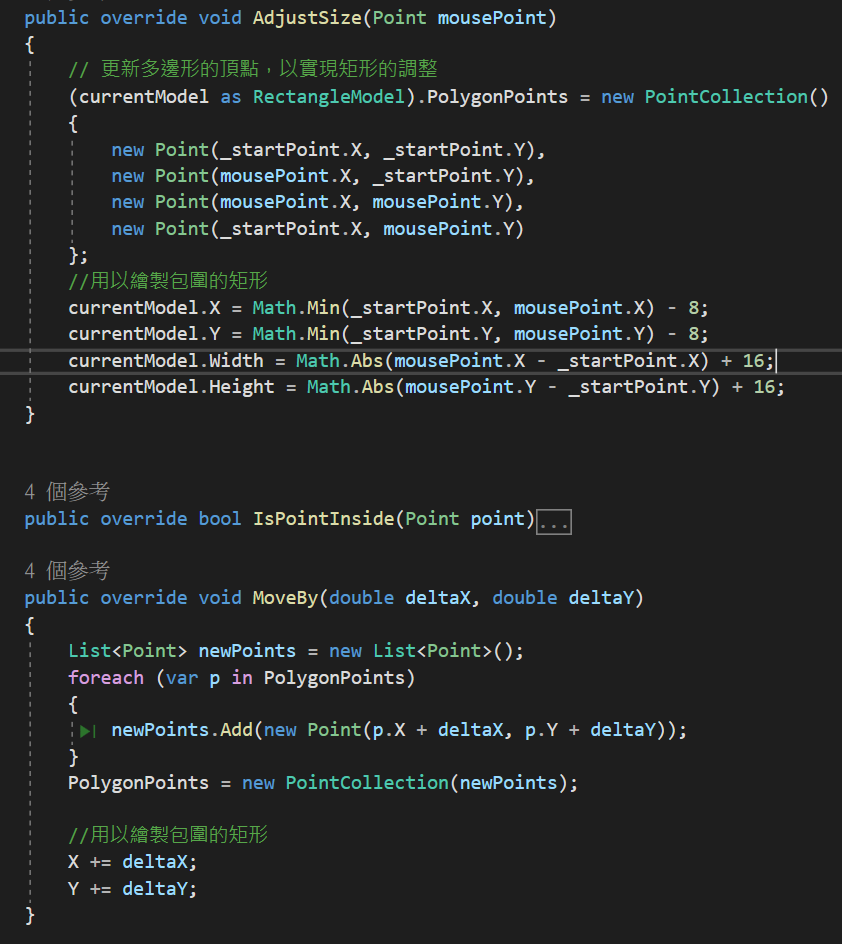 public override void AdjustSize(Point mousePoint)
{
// 更新多邊形的頂點，以實現矩形的調整
(currentModel as RectangleModel).PolygonPoints = new PointCollection()
{
new Point(_startPoint.X, _startPoint.Y),
new Point(mousePoint.X, _startPoint.Y),
new Point(mousePoint.X, mousePoint.Y),
new Point(_startPoint.X, mousePoint.Y)
};
//用以繪製包圍的矩形
currentModel.X = Math.Min(_startPoint.X, mousePoint.X) - 8;
currentModel.Y = Math.Min(_startPoint.Y, mousePoint.Y) - 8;
currentModel.Width = Math.Abs(mousePoint.X - _startPoint.X) + 16;
currentModel.Height = Math.Abs(mousePoint.Y - _startPoint.Y) + 16;
}
4 個參考
public override bool IsPointInside(Point point)...
4 個參考
public override void MoveBy(double deltaX, double deltaY)
{
List<Point> newPoints = new List<Point>();
foreach (var p in PolygonPoints)
{
newPoints.Add(new Point(p.X + deltaX, p.Y + deltaY));
}
PolygonPoints = new PointCollection(newPoints);
//用以繪製包圍的矩形
X += deltaX;
Y += deltaY;
}